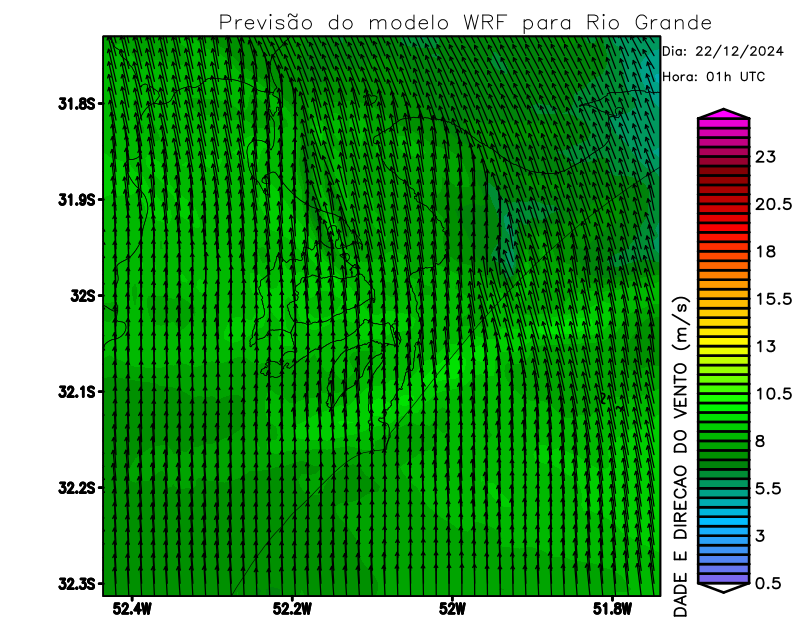 Previsão do modelo WRF para Rio Grande
Dia: 22/12/2024
Hora: 01h UTC
31.8S
31.9S
32S
32.1S
32.2S
32.3S
52.4W
52.2W
52W
51.8W
23
20.5
18
15.5
13
10.5
8
5.5
3
0.5
DADE E DIRECAO DO VENTO (m/s)